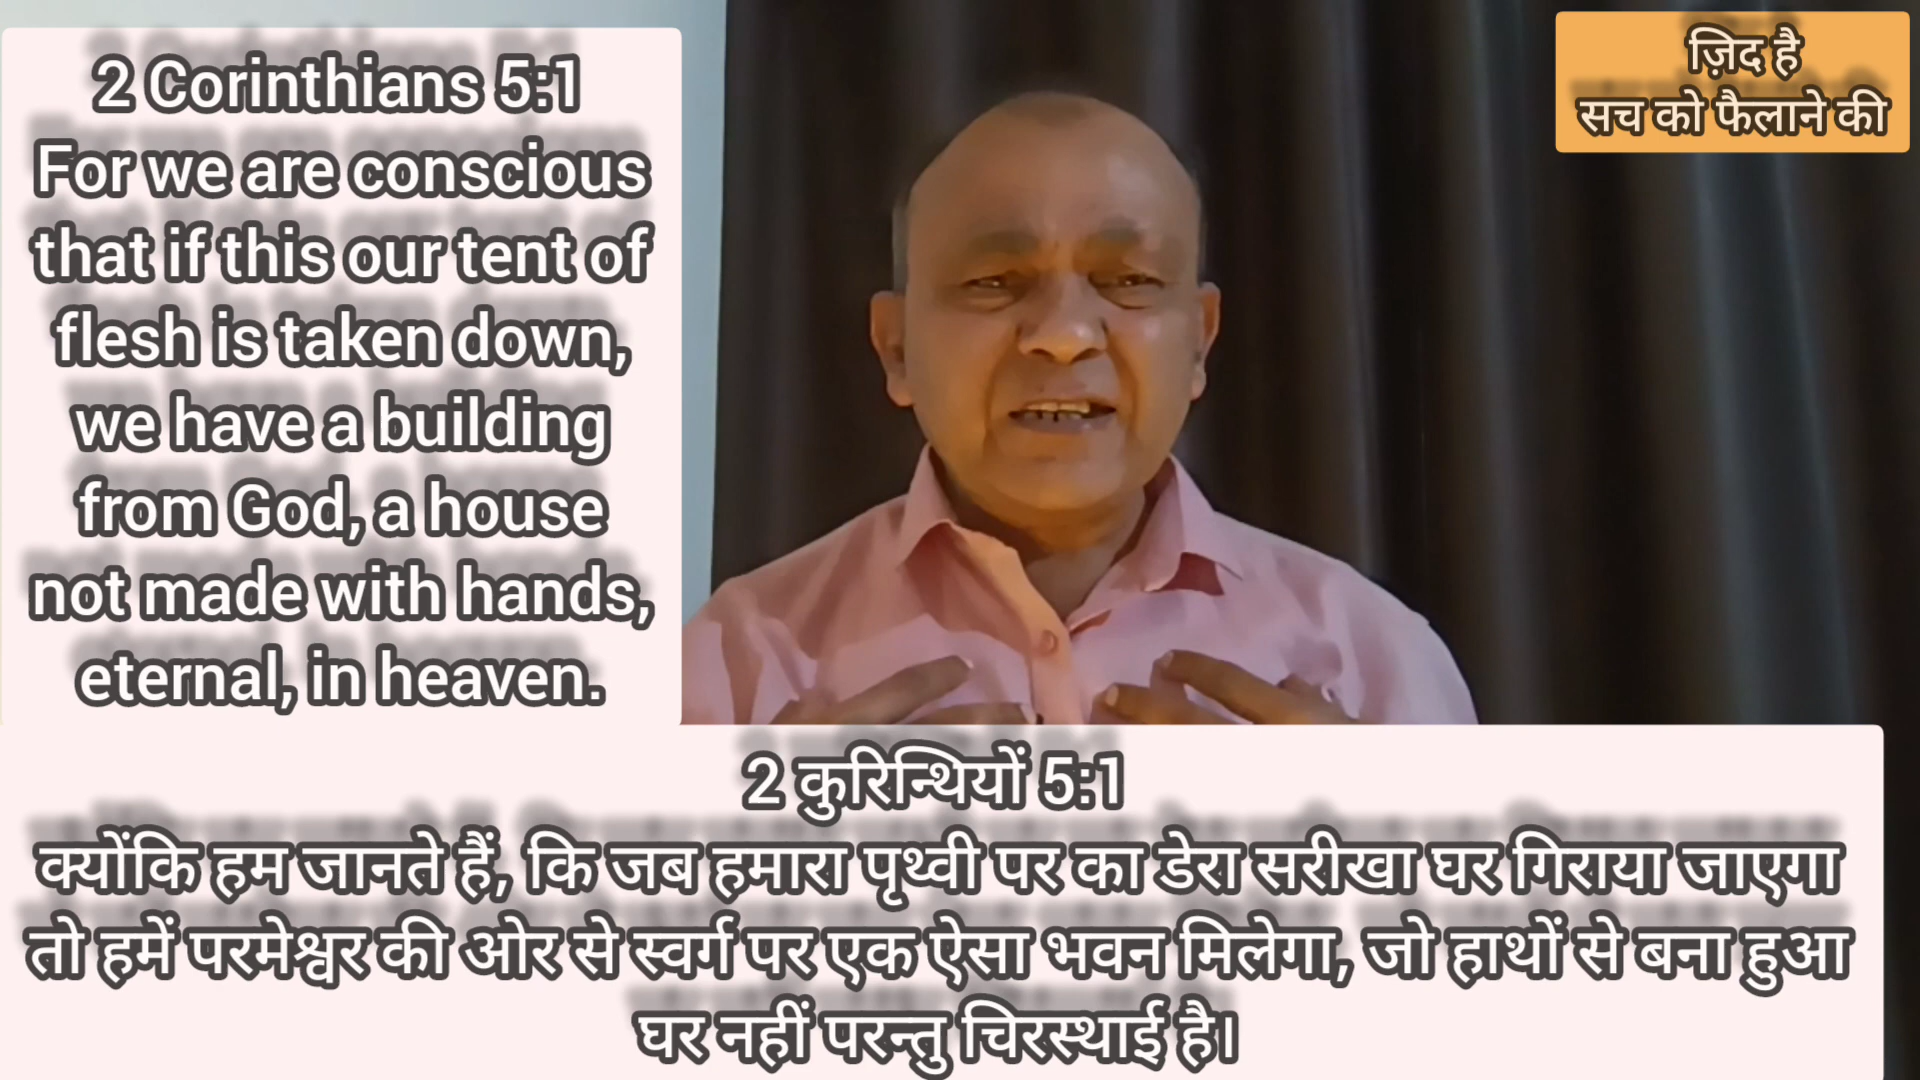 2 Corinthians 5:1
For we are conscious
that if this our tent of
flesh is taken down,
we have a building
from God, a house
not made with hands,
eternal, in heaven.
ज़िद है
सच को फैलाने की
2 कुरिन्थियों 5:1
क्योंकि हम जानते हैं, कि जब हमारा पृथ्वी पर का डेरा सरीखा घर गिराया जाएगा
तो हमें परमेश्वर की ओर से स्वर्ग पर एक ऐसा भवन मिलेगा, जो हाथों से बना हुआ
घर नहीं परन्तु चिरस्थाई है।